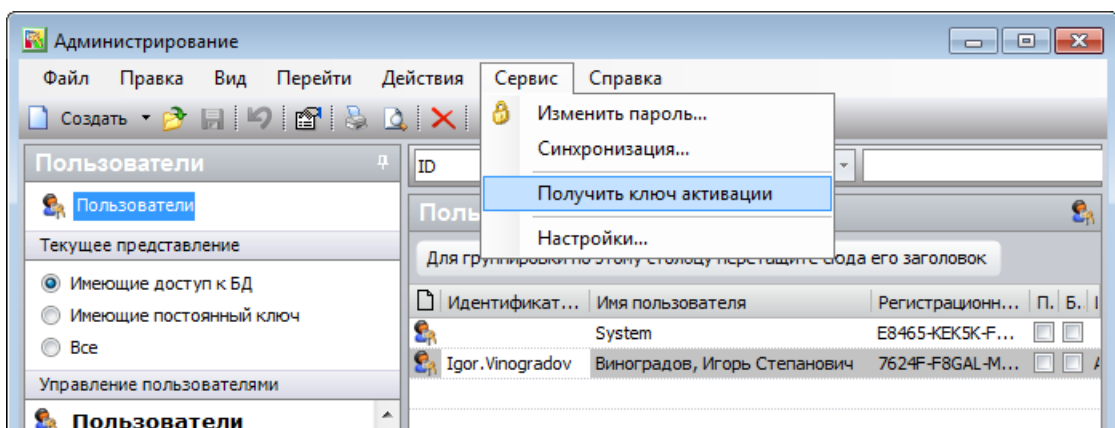 Администрирование
Файл Правка Вид Перейти Действия Сервис Справка
Создать
Изменить пароль...
Синхронизация...
Получить ключ активации
Настройки...
Пользователи
ID
Пользователи
Текущее представление
Имеющие доступ к БД
Имеющие постоянный ключ
Все
Управление пользователями
Пользователи
Поль
Для группировки по этому столбцу перетащите сюда его заголовок
Идентификат... Имя пользователя Регистрационн... П. Б.
System E8465-KEK5K-F...
Igor.Vinogradov Виноградов, Игорь Степанович 7624F-F8GAL-M...